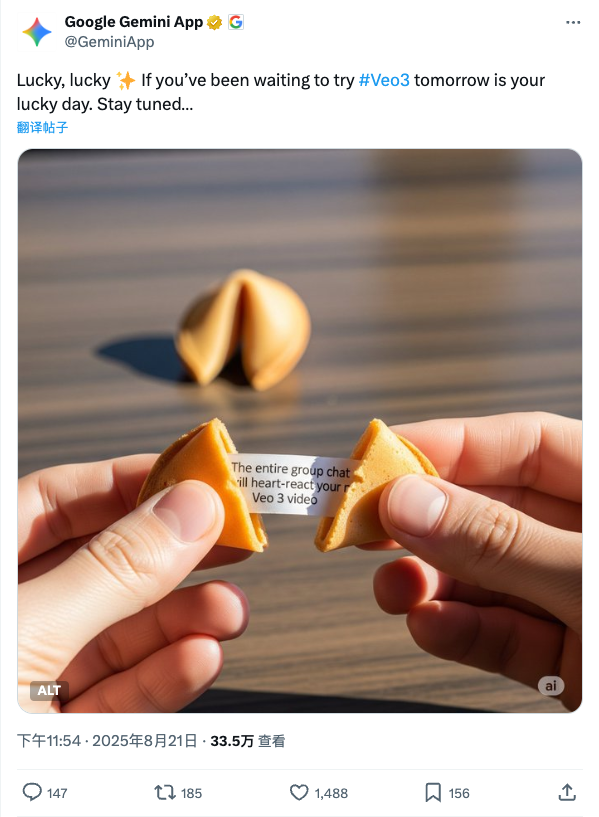 Google Gemini App
@GeminiApp
Lucky, lucky ✨ If you’ve been waiting to try #Veo3 tomorrow is your
lucky day. Stay tuned...
翻译帖子
The entire group chat
ill heart-react your
Veo 3 video
ALT
ai
下午11:54 · 2025年8月21日 · 33.5万 查看
147
185
1,488
156